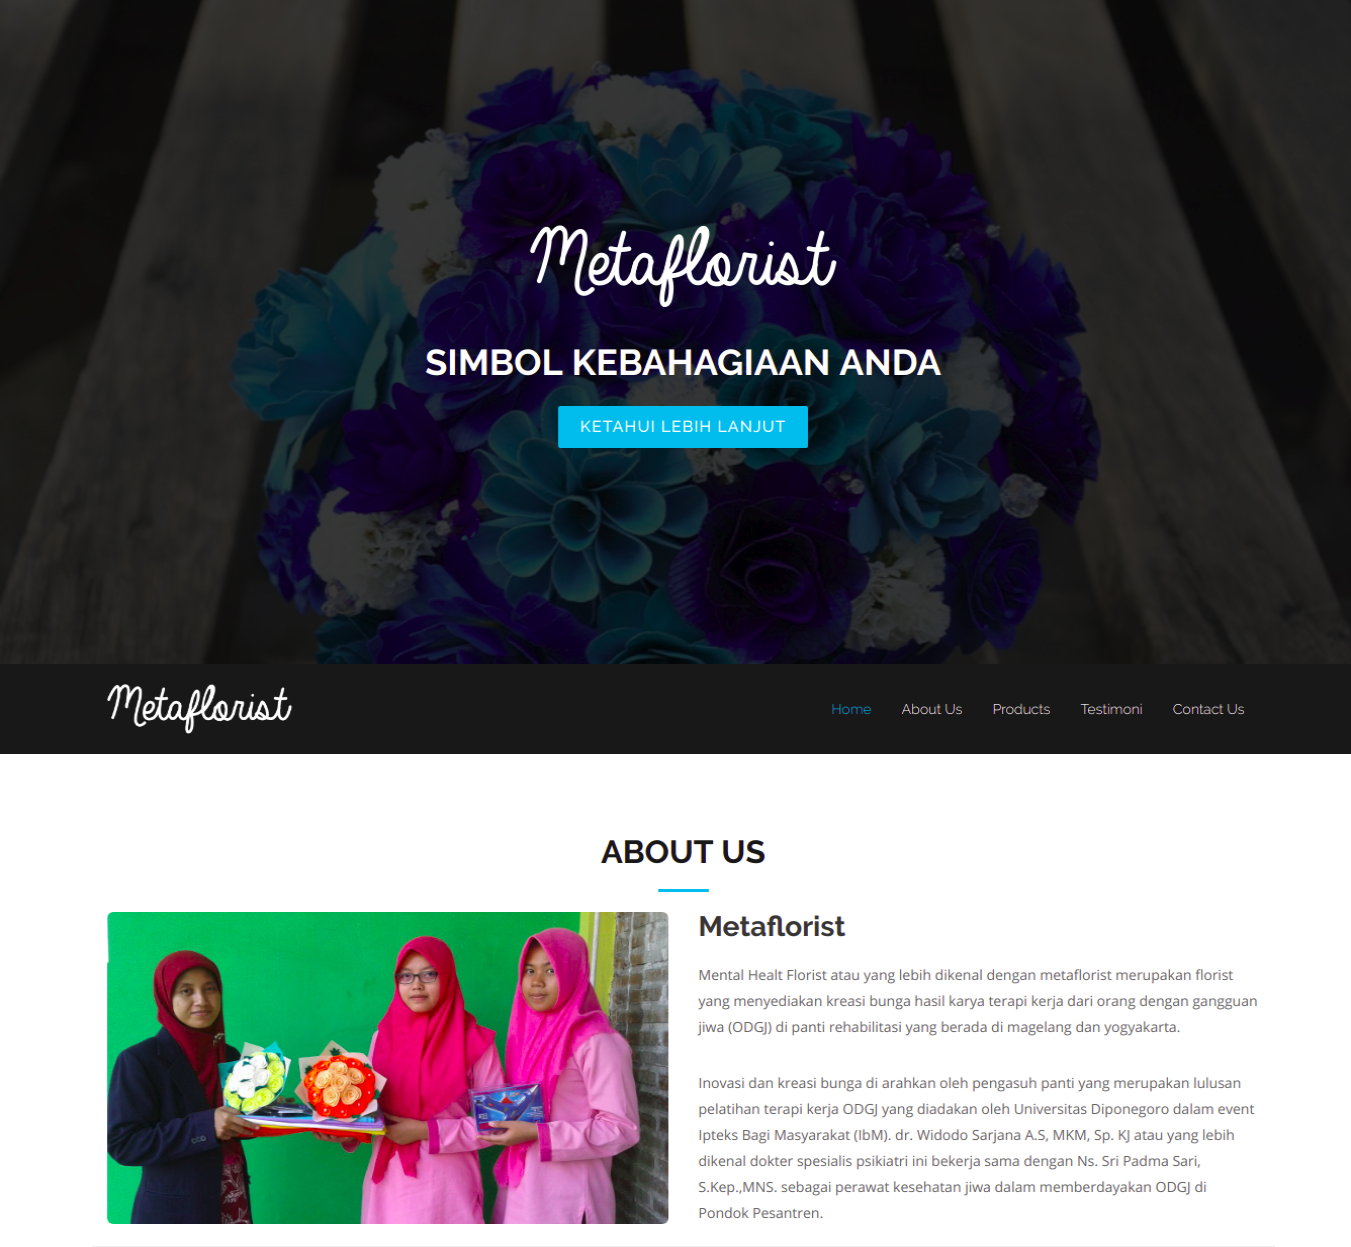 Metaflorist
SIMBOL KEBAHAGIAAN ANDA
KETAHUI LEBIH LANJUT
Metaflorist
Home About Us Products Testimoni Contact Us
ABOUT US
Metaflorist
Mental Healt Florist atau yang lebih dikenal dengan metaflorist merupakan florist
yang menyediakan kreasi bunga hasil karya terapi kerja dari orang dengan gangguan
jiwa (ODGJ) di panti rehabilitasi yang berada di magelang dan yogyakarta.
Inovasi dan kreasi bunga di arahkan oleh pengasuh panti yang merupakan lulusan
pelatihan terapi kerja ODGJ yang diadakan oleh Universitas Diponegoro dalam event
Ipteks Bagi Masyarakat (IbM). dr. Widodo Sarjana A.S, MKM, Sp. KJ atau yang lebih
dikenal dokter spesialis psikiatri ini bekerja sama dengan Ns. Sri Padma Sari,
S.Kep.,MNS. sebagai perawat kesehatan jiwa dalam memberdayakan ODGJ di
Pondok Pesantren.